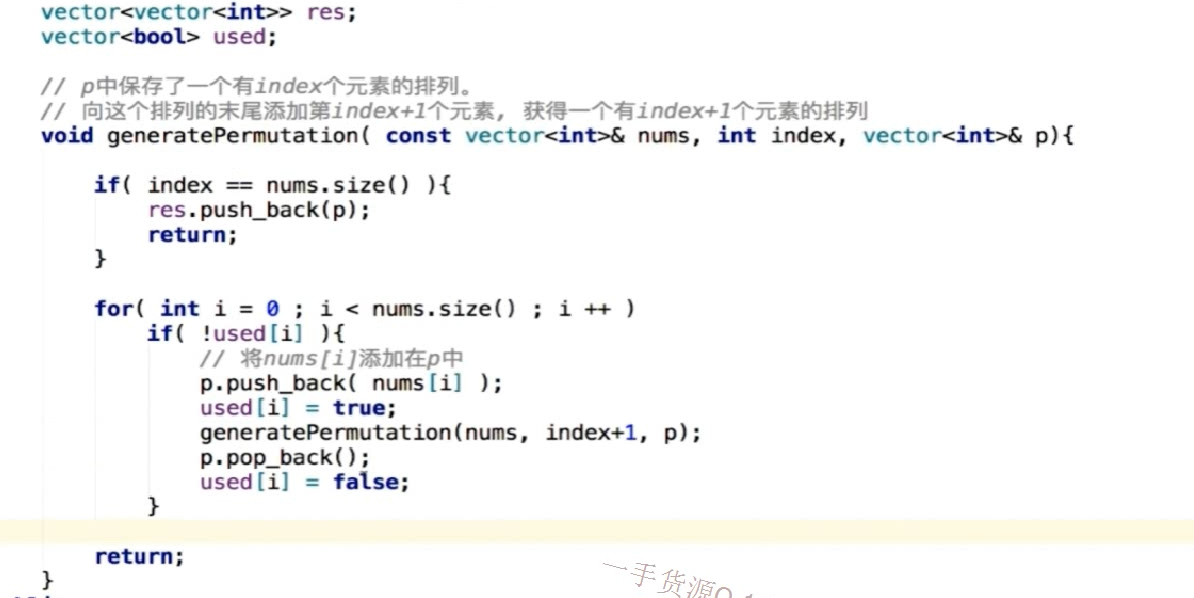 vector<vector<int>> res;
vector<bool> used;
// p中保存了一个有index个元素的排列。
// 向这个排列的末尾添加第index+1个元素, 获得一个有index+1个元素的排列
void generatePermutation( const vector<int>& nums, int index, vector<int>& p){
if( index == nums.size() ){
res.push_back(p);
return;
}
for( int i = 0 ; i < nums.size() ; i ++ )
if( !used[i] ){
// 将nums[i]添加在p中
p.push_back( nums[i] );
used[i] = true;
generatePermutation(nums, index+1, p);
p.pop_back();
used[i] = false;
}
return;
}
一手货源